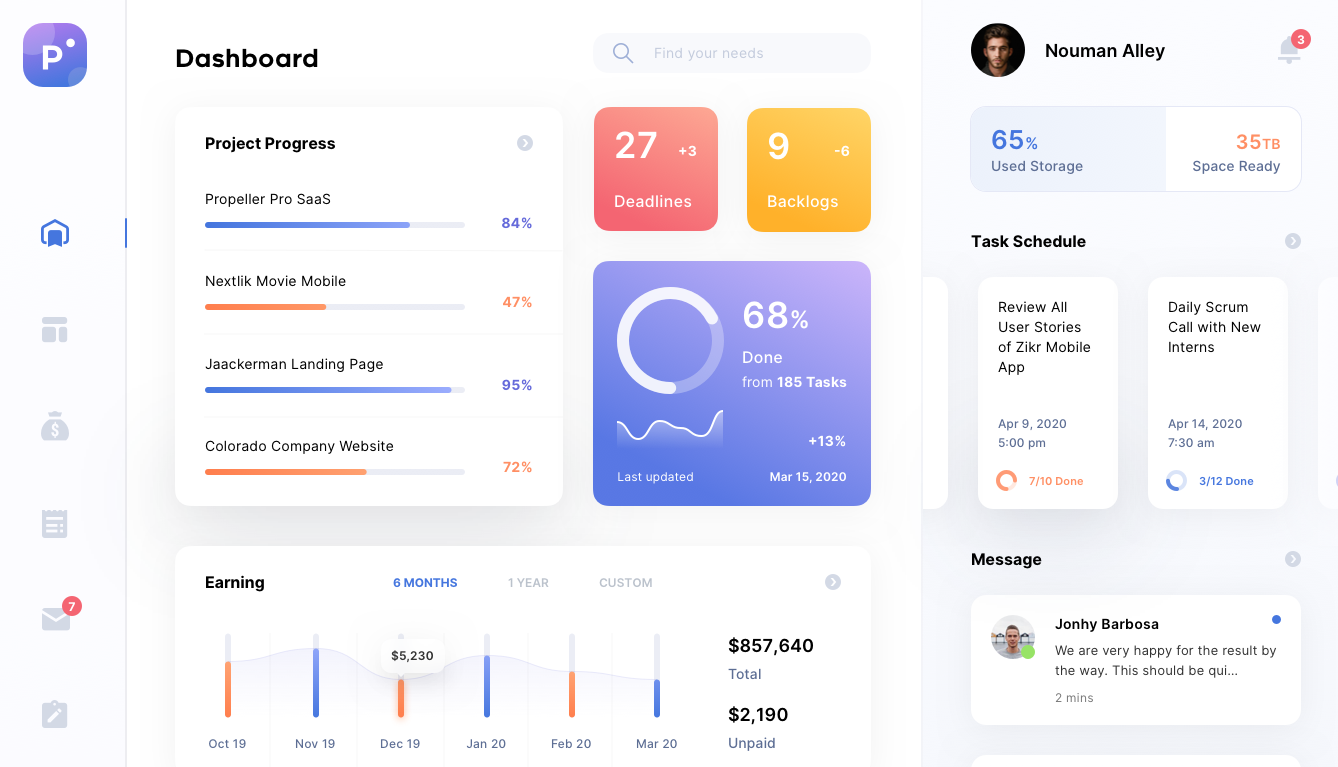 P
Dashboard
Find your needs
Nouman Alley
3
Project Progress
Propeller Pro SaaS
84%
Nextlik Movie Mobile
47%
Jaackerman Landing Page
95%
Colorado Company Website
72%
27 +3
Deadlines
9 -6
Backlogs
68%
Done
from 185 Tasks
+13%
Last updated Mar 15, 2020
65%
Used Storage
35TB
Space Ready
Task Schedule
Review All
User Stories
of Zikr Mobile
App
Apr 9, 2020
5:00 pm
7/10 Done
Daily Scrum
Call with New
Interns
Apr 14, 2020
7:30 am
3/12 Done
7
Earning
6 MONTHS 1 YEAR CUSTOM
$5,230
Oct 19 Nov 19 Dec 19 Jan 20 Feb 20 Mar 20
$857,640
Total
$2,190
Unpaid
Message
Jonhy Barbosa
We are very happy for the result by
the way. This should be qui...
2 mins